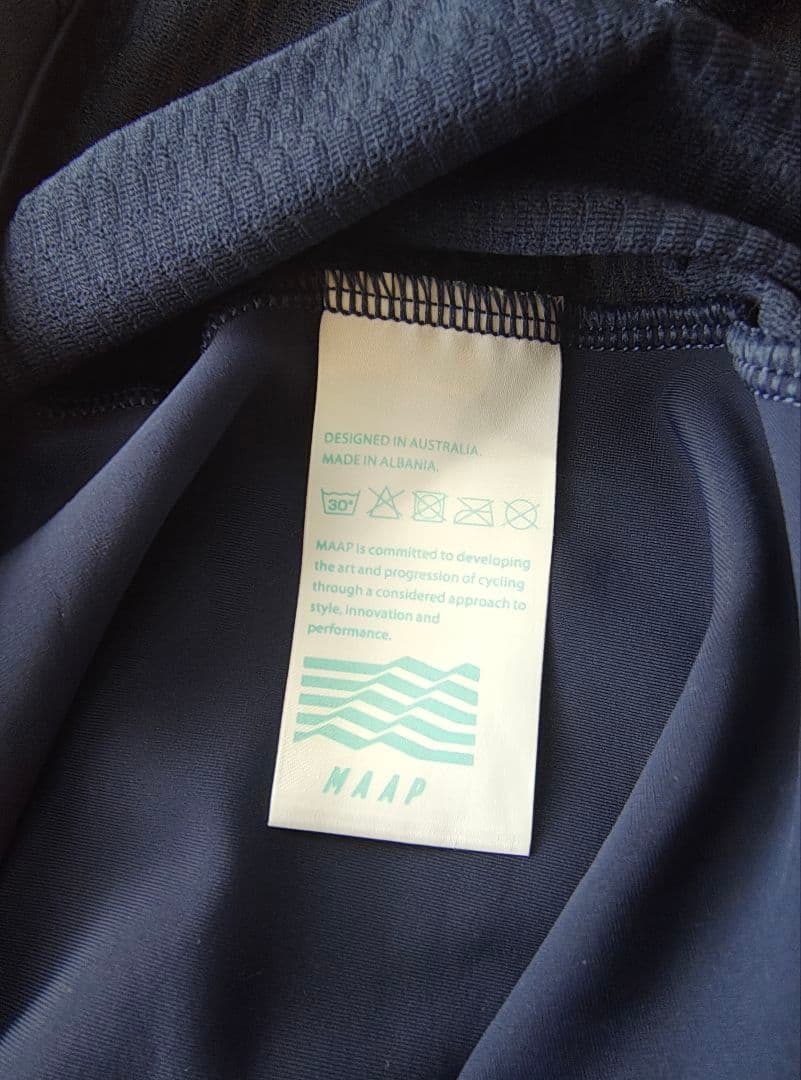 DESIGNED IN AUSTRALIA.
MADE IN ALBANIA.
30°
MAAP is committed to developing
the art and progression of cycling
through a considered approach to
style, innovation and
performance.
MAAP